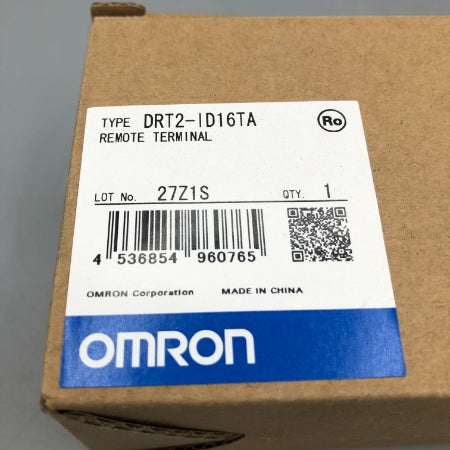 TYPE DRT2-ID16TA Ro
REMOTE TERMINAL
LOT No. 27Z1S QTY. 1
4 536854 960765
OMRON Corporation MADE IN CHINA
OMRON